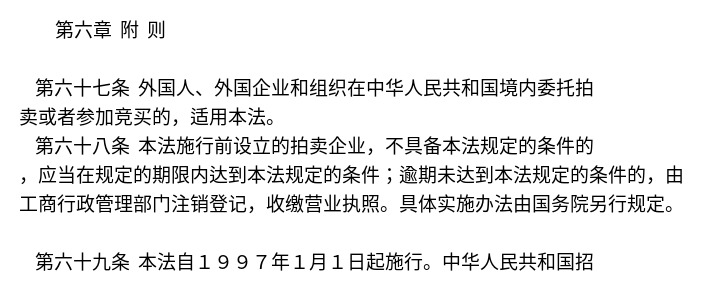 第六章 附 则
第六十七条 外国人、外国企业和组织在中华人民共和国境内委托拍
卖或者参加竞买的，适用本法。
第六十八条 本法施行前设立的拍卖企业，不具备本法规定的条件的
，应当在规定的期限内达到本法规定的条件；逾期未达到本法规定的条件的，由
工商行政管理部门注销登记，收缴营业执照。具体实施办法由国务院另行规定。
第六十九条 本法自１９９７年１月１日起施行。中华人民共和国招